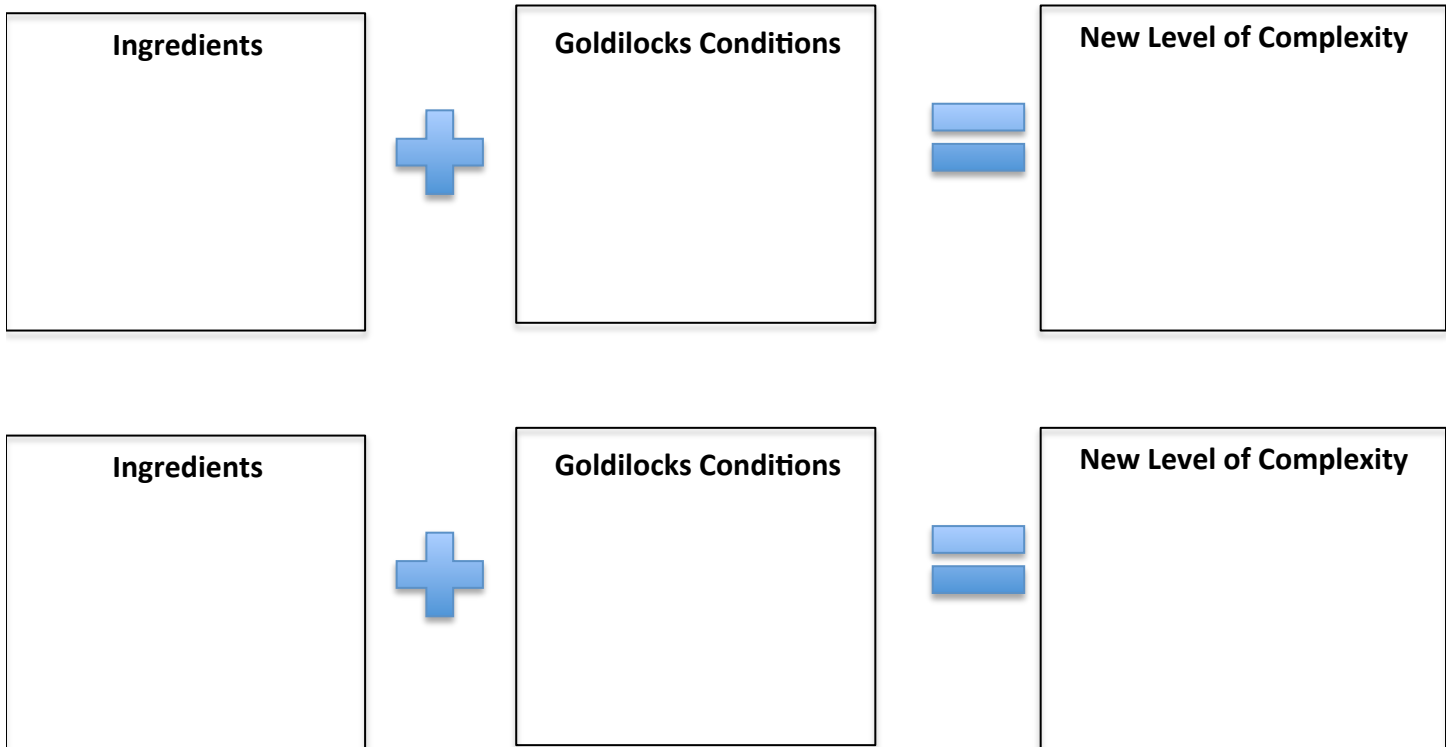 Ingredients
Goldilocks Conditions
New Level of Complexity
Ingredients
Goldilocks Conditions
New Level of Complexity